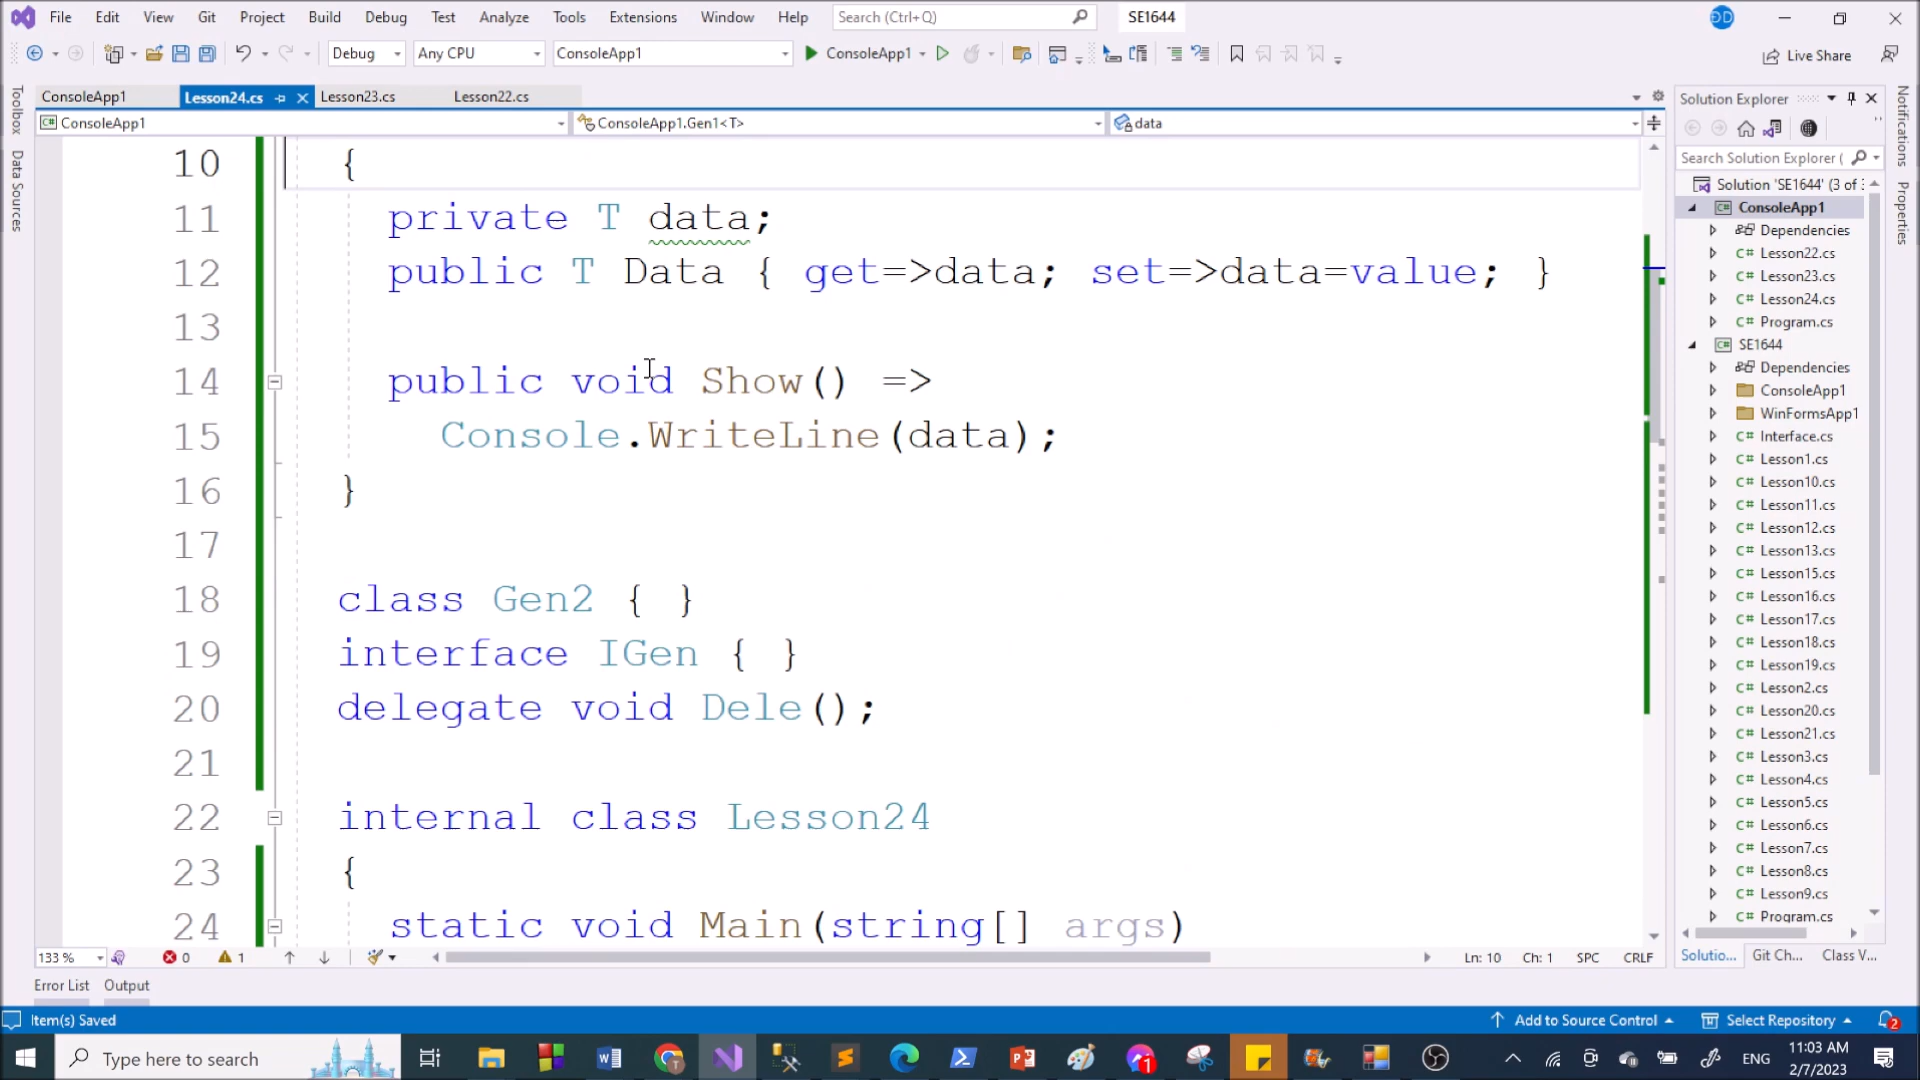 File Edit View Git Project Build Debug Test Analyze Tools Extensions Window Help Search (Ctrl+Q) SE1644
Debug Any CPU ConsoleApp1 ConsoleApp1 Live Share
ConsoleApp1 Lesson24.cs Lesson23.cs Lesson22.cs
ConsoleApp1 ConsoleApp1.Gen1<T> data
Toolbox
Data Sources
10 {
11 private T data;
12 public T Data { get=>data; set=>data=value; }
13
14 public void Show() =>
15 Console.WriteLine(data);
16 }
17
18 class Gen2 { }
19 interface IGen { }
20 delegate void Dele();
21
22 internal class Lesson24
23 {
24 static void Main(string[] args)
133 % 0 1 Ln: 10 Ch: 1 SPC CRLF
Error List Output
Solution Explorer
Search Solution Explorer (
Solution 'SE1644' (3 of 3
ConsoleApp1
Dependencies
C# Lesson22.cs
C# Lesson23.cs
C# Lesson24.cs
C# Program.cs
SE1644
Dependencies
ConsoleApp1
WinFormsApp1
C# Interface.cs
C# Lesson1.cs
C# Lesson10.cs
C# Lesson11.cs
C# Lesson12.cs
C# Lesson13.cs
C# Lesson15.cs
C# Lesson16.cs
C# Lesson17.cs
C# Lesson18.cs
C# Lesson19.cs
C# Lesson2.cs
C# Lesson20.cs
C# Lesson21.cs
C# Lesson3.cs
C# Lesson4.cs
C# Lesson5.cs
C# Lesson6.cs
C# Lesson7.cs
C# Lesson8.cs
C# Lesson9.cs
C# Program.cs
Solutio... Git Ch... Class V...
Notifications
Properties
Item(s) Saved Add to Source Control Select Repository 2
Type here to search 1 ENG 11:03 AM
2/7/2023